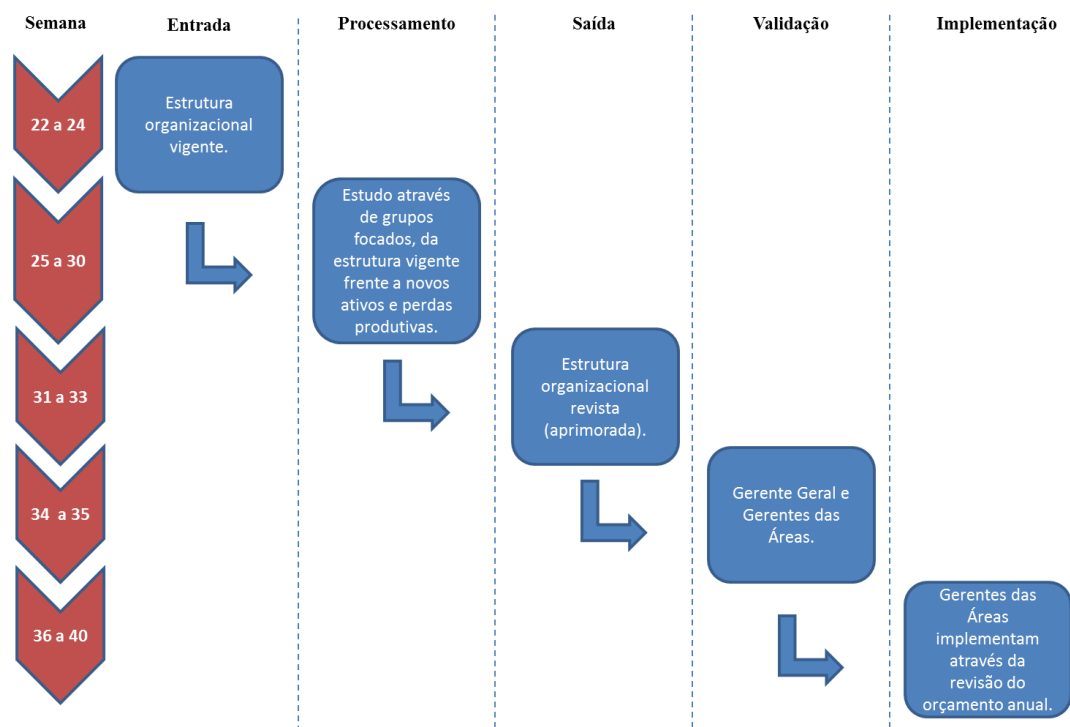 Semana
Entrada
Processamento
Saída
Validação
Implementação
22 a 24
Estrutura
organizacional
vigente.
25 a 30
Estudo através
de grupos
focados, da
estrutura vigente
frente a novos
ativos e perdas
produtivas.
31 a 33
Estrutura
organizacional
revista
(aprimorada).
34 a 35
Gerente Geral e
Gerentes das
Áreas.
36 a 40
Gerentes das
Áreas
implementam
através da
revisão do
orçamento anual.